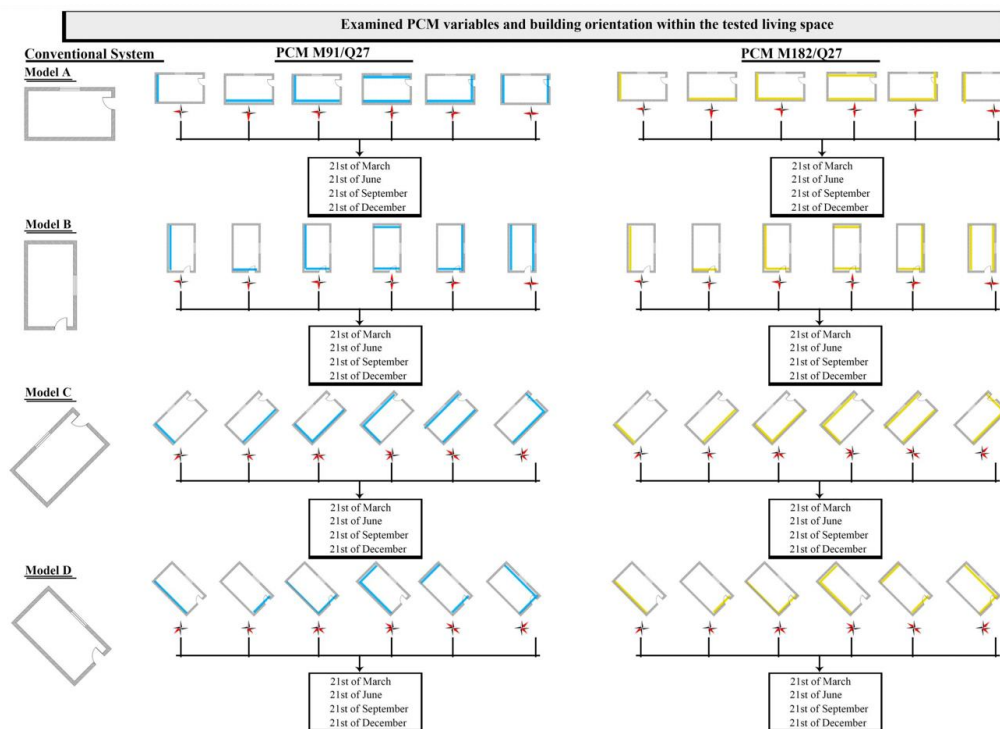 Examined PCM variables and building orientation within the tested living space
Conventional System
PCM M91/Q27
PCM M182/Q27
Model A
21st of March
21st of June
21st of September
21st of December
21st of March
21st of June
21st of September
21st of December
Model B
21st of March
21st of June
21st of September
21st of December
21st of March
21st of June
21st of September
21st of December
Model C
21st of March
21st of June
21st of September
21st of December
21st of March
21st of June
21st of September
21st of December
Model D
21st of March
21st of June
21st of September
21st of December
21st of March
21st of June
21st of September
21st of December